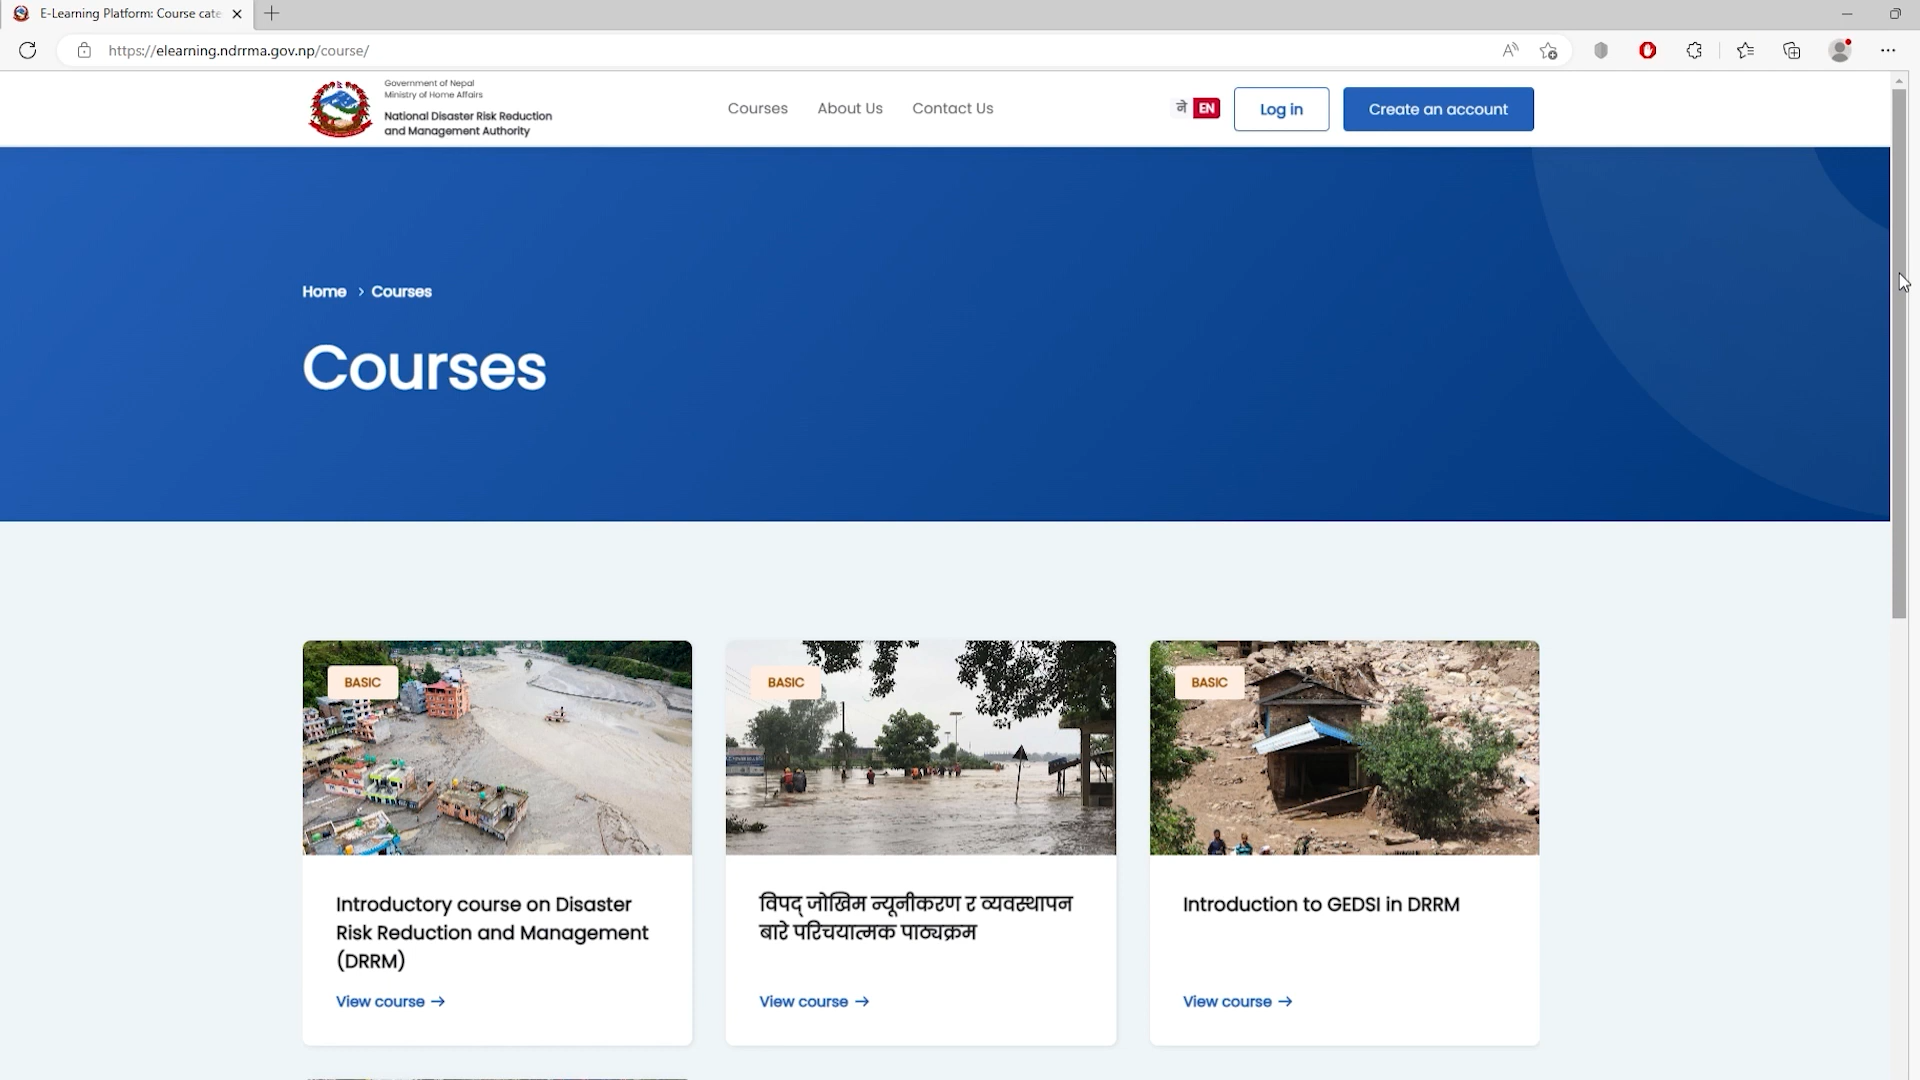 E-Learning Platform: Course cate
https://elearning.ndrrma.gov.np/course/
Government of Nepal
Ministry of Home Affairs
National Disaster Risk Reduction
and Management Authority
Courses
About Us
Contact Us
ने EN
Log in
Create an account
Home > Courses
Courses
BASIC
BASIC
BASIC
Introductory course on Disaster
Risk Reduction and Management
(DRRM)
View course →
विपद् जोखिम न्यूनीकरण र व्यवस्थापन
बारे परिचयात्मक पाठ्यक्रम
View course →
Introduction to GEDSI in DRRM
View course →